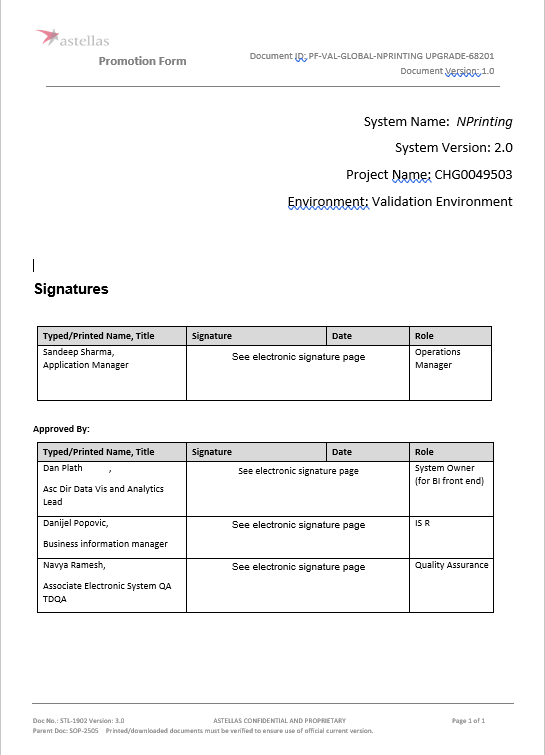 astellas
Promotion Form
Document ID: PF-VAL-GLOBAL-NPRINTING UPGRADE-68201
Document Version: 1.0
System Name: NPrinting
System Version: 2.0
Project Name: CHG0049503
Environment: Validation Environment
Signatures
Typed/Printed Name, Title Signature Date Role
Sandeep Sharma, See electronic signature page Operations
Application Manager Manager
Approved By:
Typed/Printed Name, Title Signature Date Role
Dan Plath , See electronic signature page System Owner
(for BI front end)
Asc Dir Data Vis and Analytics
Lead
Danijel Popovic, See electronic signature page IS R
Business information manager
Navya Ramesh, See electronic signature page Quality Assurance
Associate Electronic System QA
TDQA
Doc No.: STL-1902 Version: 3.0 ASTELLAS CONFIDENTIAL AND PROPRIETARY Page 1 of 1
Parent Doc: SOP-2505 Printed/downloaded documents must be verified to ensure use of official current version.